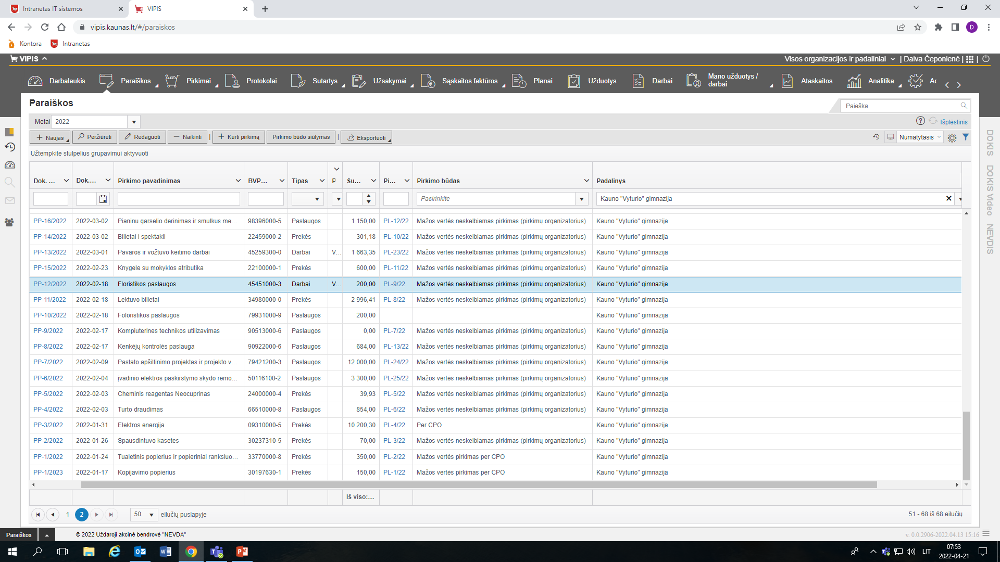 Intranetas IT sistemos
VIPIS
vipis.kaunas.lt/#/paraiskos
D
Kontora Intranetas
VIPIS Visos organizacijos ir padaliniai | Daiva Čeponienė | |
Darbalaukis Paraiškos Pirkimai Protokolai Sutartys Užsakymai Sąskaitos faktūros Planai Užduotys Darbai Mano užduotys / darbai Ataskaitos Analitika
Paraiškos Paieška
Metai 2022 Išplėstinis
Naujas Peržiūrėti Redaguoti Naikinti | Kurti pirkimą Pirkimo būdo siūlymas | Eksportuoti Numatytasis
Užtempkite stulpelius grupavimui aktyvuoti
Dok. ... Dok.... Pirkimo pavadinimas BVP... Tipas P Su... Pi... Pirkimo būdas Padalinys
Pasirinkite Kauno "Vyturio" gimnazija
PP-16/2022 2022-03-02 Pianinu garselio derinimas ir smulkus me... 98396000-5 Paslaugos 1 150,00 PL-12/22 Mažos vertės neskelbiamas pirkimas (pirkimų organizatorius) Kauno "Vyturio" gimnazija
PP-14/2022 2022-03-02 Bilietai i spektakli 22459000-2 Prekės 301,18 PL-10/22 Mažos vertės neskelbiamas pirkimas (pirkimų organizatorius) Kauno "Vyturio" gimnazija
PP-13/2022 2022-03-01 Pavaros ir vožtuvo keitimo darbai 45259300-0 Darbai V... 1 663,35 PL-23/22 Mažos vertės neskelbiamas pirkimas (pirkimų organizatorius) Kauno "Vyturio" gimnazija
PP-15/2022 2022-02-23 Knygele su mokyklos atributika 22100000-1 Prekės 600,00 PL-11/22 Mažos vertės neskelbiamas pirkimas (pirkimų organizatorius) Kauno "Vyturio" gimnazija
PP-12/2022 2022-02-18 Floristikos paslaugos 45451000-3 Darbai V... 200,00 PL-9/22 Mažos vertės neskelbiamas pirkimas (pirkimų organizatorius) Kauno "Vyturio" gimnazija
PP-11/2022 2022-02-18 Lektuvo bilietai 34980000-0 Prekės 2 996,41 PL-8/22 Mažos vertės neskelbiamas pirkimas (pirkimų organizatorius) Kauno "Vyturio" gimnazija
PP-10/2022 2022-02-18 Foloristikos paslaugos 79931000-9 Paslaugos 200,00 Kauno "Vyturio" gimnazija
PP-9/2022 2022-02-17 Kompiuterines technikos utilizavimas 90513000-6 Paslaugos 0,00 PL-7/22 Mažos vertės neskelbiamas pirkimas (pirkimų organizatorius) Kauno "Vyturio" gimnazija
PP-8/2022 2022-02-17 Kenkėjų kontrolės paslauga 90922000-6 Paslaugos 684,00 PL-13/22 Mažos vertės neskelbiamas pirkimas (pirkimų organizatorius) Kauno "Vyturio" gimnazija
PP-7/2022 2022-02-09 Pastato apšiltinimo projektas ir projekto v... 79421200-3 Paslaugos 12 000,00 PL-24/22 Mažos vertės neskelbiamas pirkimas (pirkimų organizatorius) Kauno "Vyturio" gimnazija
PP-6/2022 2022-02-04 įvadinio elektros paskirstymo skydo remo... 50116100-2 Paslaugos 3 300,00 PL-25/22 Mažos vertės neskelbiamas pirkimas (pirkimų organizatorius) Kauno "Vyturio" gimnazija
PP-5/2022 2022-02-03 Cheminis reagentas Neocuprinas 24000000-4 Prekės 39,93 PL-5/22 Mažos vertės neskelbiamas pirkimas (pirkimų organizatorius) Kauno "Vyturio" gimnazija
PP-4/2022 2022-02-03 Turto draudimas 66510000-8 Paslaugos 854,00 PL-6/22 Mažos vertės neskelbiamas pirkimas (pirkimų organizatorius) Kauno "Vyturio" gimnazija
PP-3/2022 2022-01-31 Elektros energija 09310000-5 Prekės 10 200,30 PL-4/22 Per CPO Kauno "Vyturio" gimnazija
PP-2/2022 2022-01-26 Spausdintuvo kasetes 30237310-5 Prekės 70,00 PL-3/22 Mažos vertės neskelbiamas pirkimas (pirkimų organizatorius) Kauno "Vyturio" gimnazija
PP-1/2022 2022-01-24 Tualetinis popierius ir popieriniai ranksluo... 33770000-8 Prekės 350,00 PL-2/22 Mažos vertės pirkimas per CPO Kauno "Vyturio" gimnazija
PP-1/2023 2022-01-17 Kopijavimo popierius 30197630-1 Prekės 150,00 PL-1/22 Mažos vertės pirkimas per CPO Kauno "Vyturio" gimnazija
Iš viso:...
1 2 50 eilučių puslapyje 51 - 68 iš 68 eilučių
DOKIS
DOKIS Video
NEVDIS
Paraiškos © 2022 Uždaroji akcinė bendrovė "NEVDA" v. 0.0.2906-2022.04.13 15:16
LIT 07:53
2022-04-21